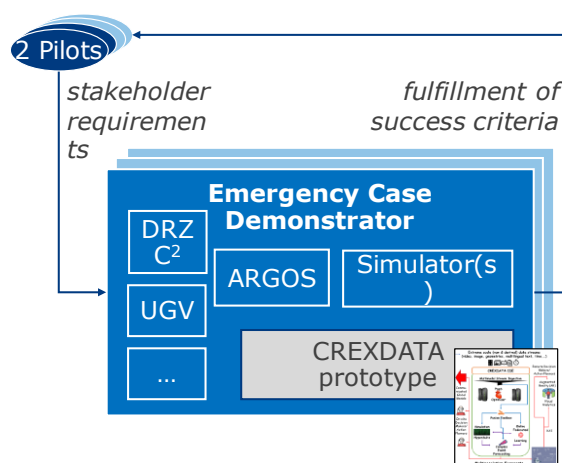 2 Pilots
stakeholder
requiremen
ts
fulfillment of
success criteria
Emergency Case
Demonstrator
DRZ
C²
ARGOS
Simulator(s
)
UGV
...
CREXDATA
prototype